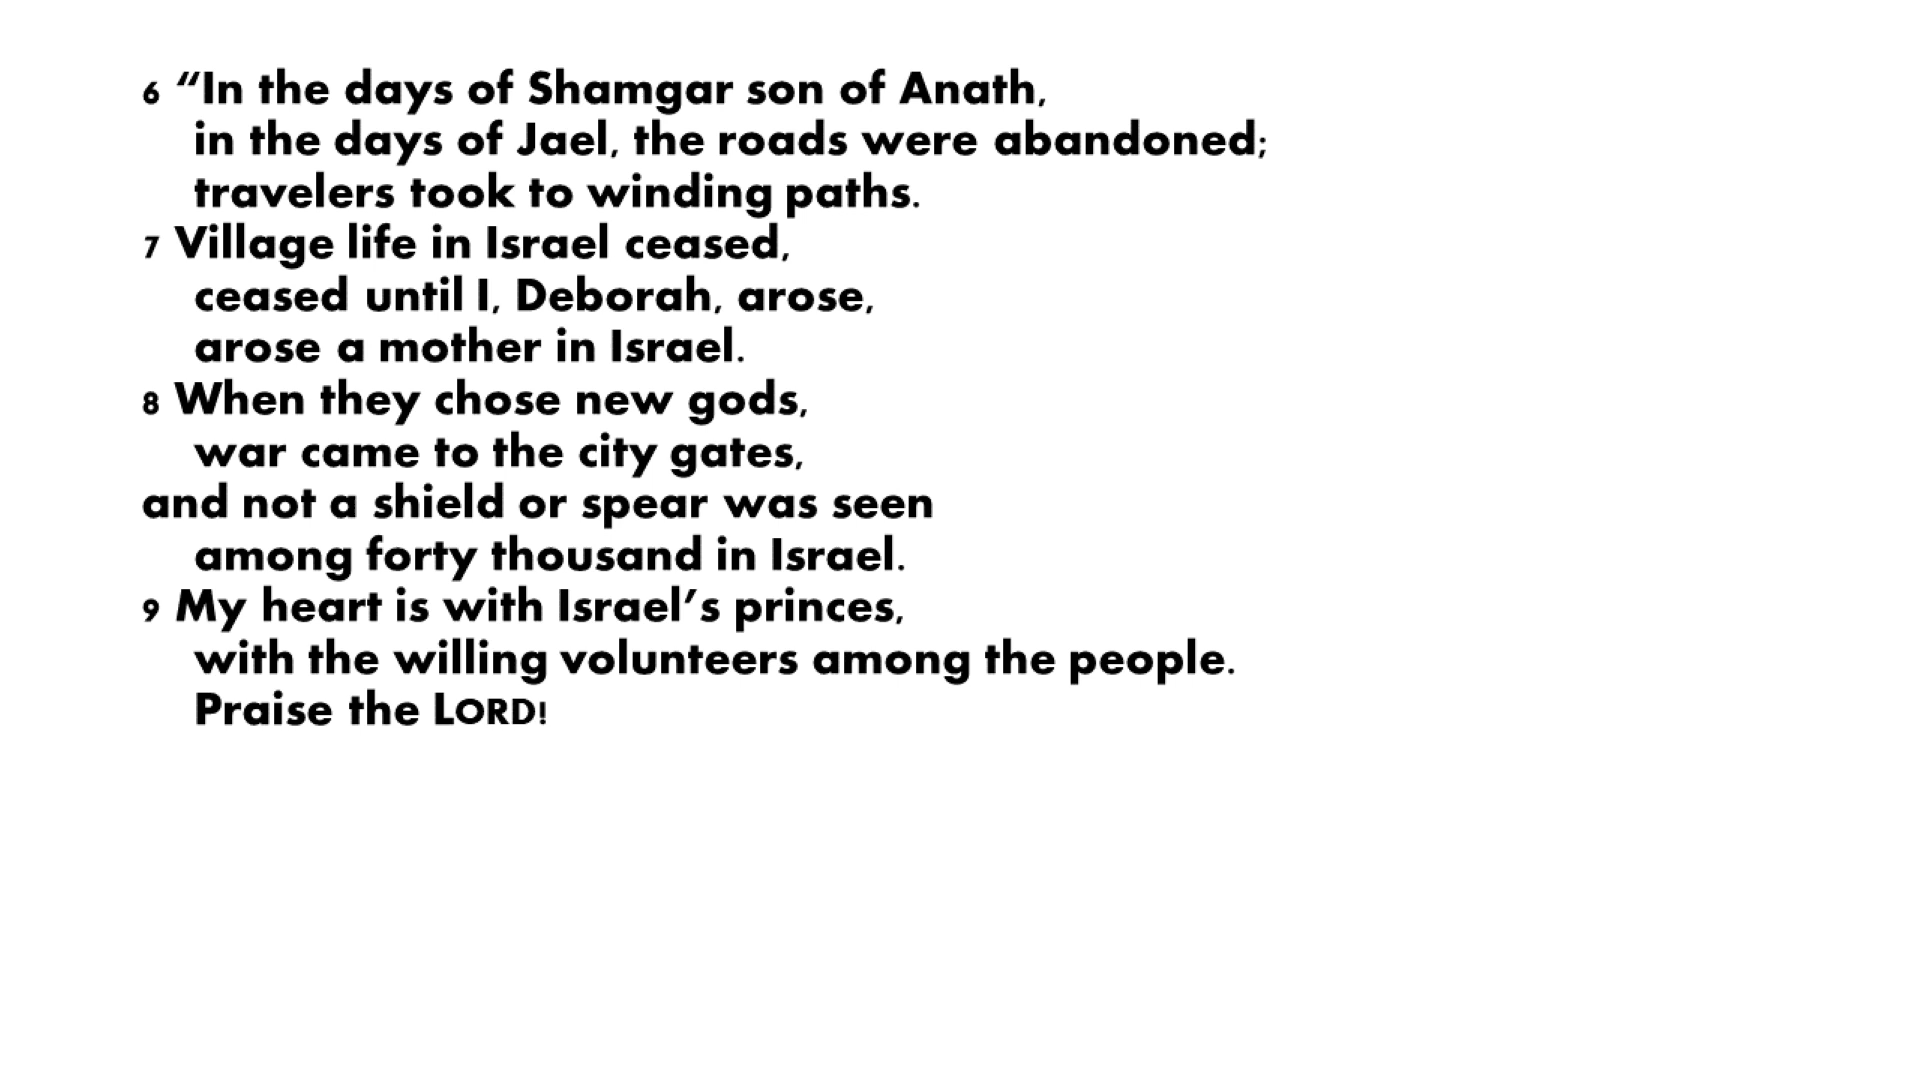 6 “In the days of Shamgar son of Anath,
in the days of Jael, the roads were abandoned;
travelers took to winding paths.
7 Village life in Israel ceased,
ceased until I, Deborah, arose,
arose a mother in Israel.
8 When they chose new gods,
war came to the city gates,
and not a shield or spear was seen
among forty thousand in Israel.
9 My heart is with Israel’s princes,
with the willing volunteers among the people.
Praise the LORD!